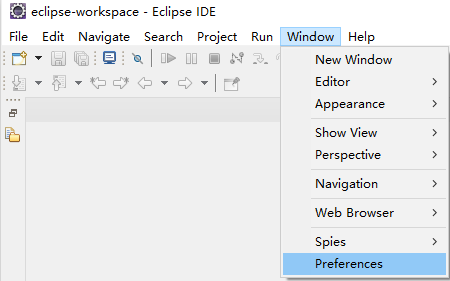 eclipse-workspace - Eclipse IDE
File Edit Navigate Search Project Run Window Help
New Window
Editor
Appearance
Show View
Perspective
Navigation
Web Browser
Spies
Preferences